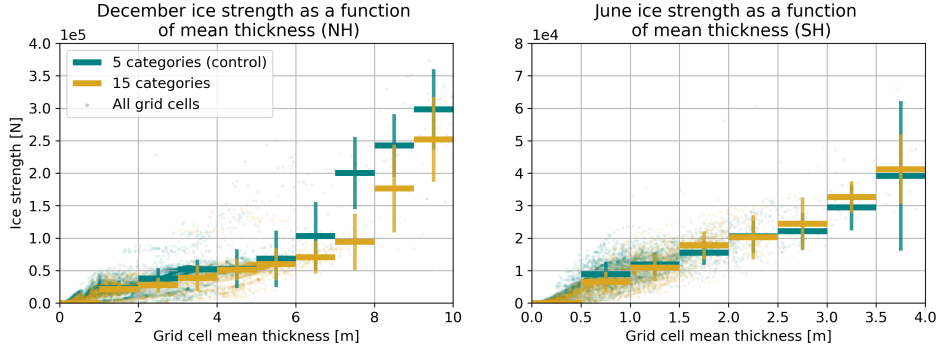 December ice strength as a function
of mean thickness (NH)
1e5
4.0
3.5
3.0
2.5
2.0
1.5
1.0
0.5
0.0
Ice strength [N]
5 categories (control)
15 categories
All grid cells
0 2 4 6 8 10
Grid cell mean thickness [m]
June ice strength as a function
of mean thickness (SH)
1e4
8
7
6
5
4
3
2
1
0
0.0 0.5 1.0 1.5 2.0 2.5 3.0 3.5 4.0
Grid cell mean thickness [m]